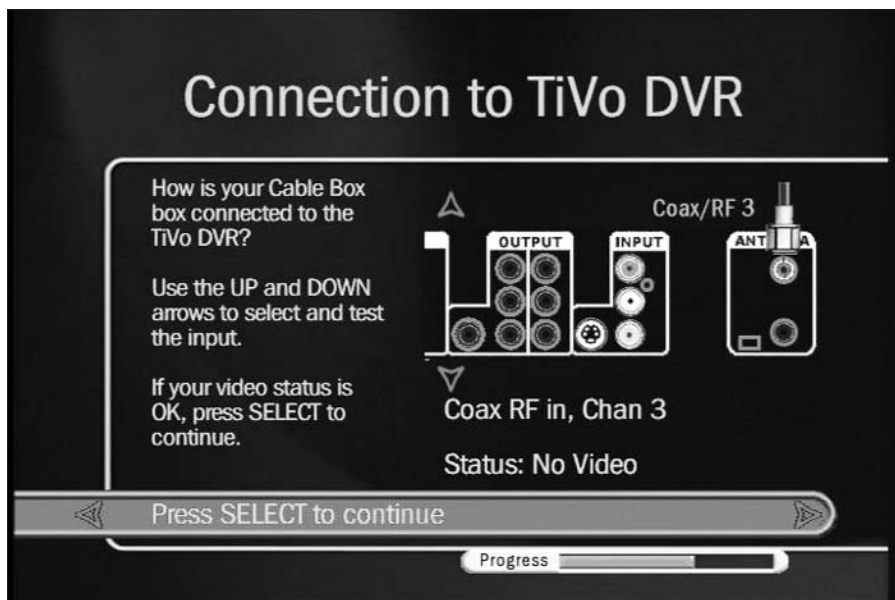 Connection to TiVo DVR
How is your Cable Box
box connected to the
TiVo DVR?
Use the UP and DOWN
arrows to select and test
the input.
If your video status is
OK, press SELECT to
continue.
Coax/RF 3
OUTPUT
INPUT
ANT A
Coax RF in, Chan 3
Status: No Video
Press SELECT to continue
Progress